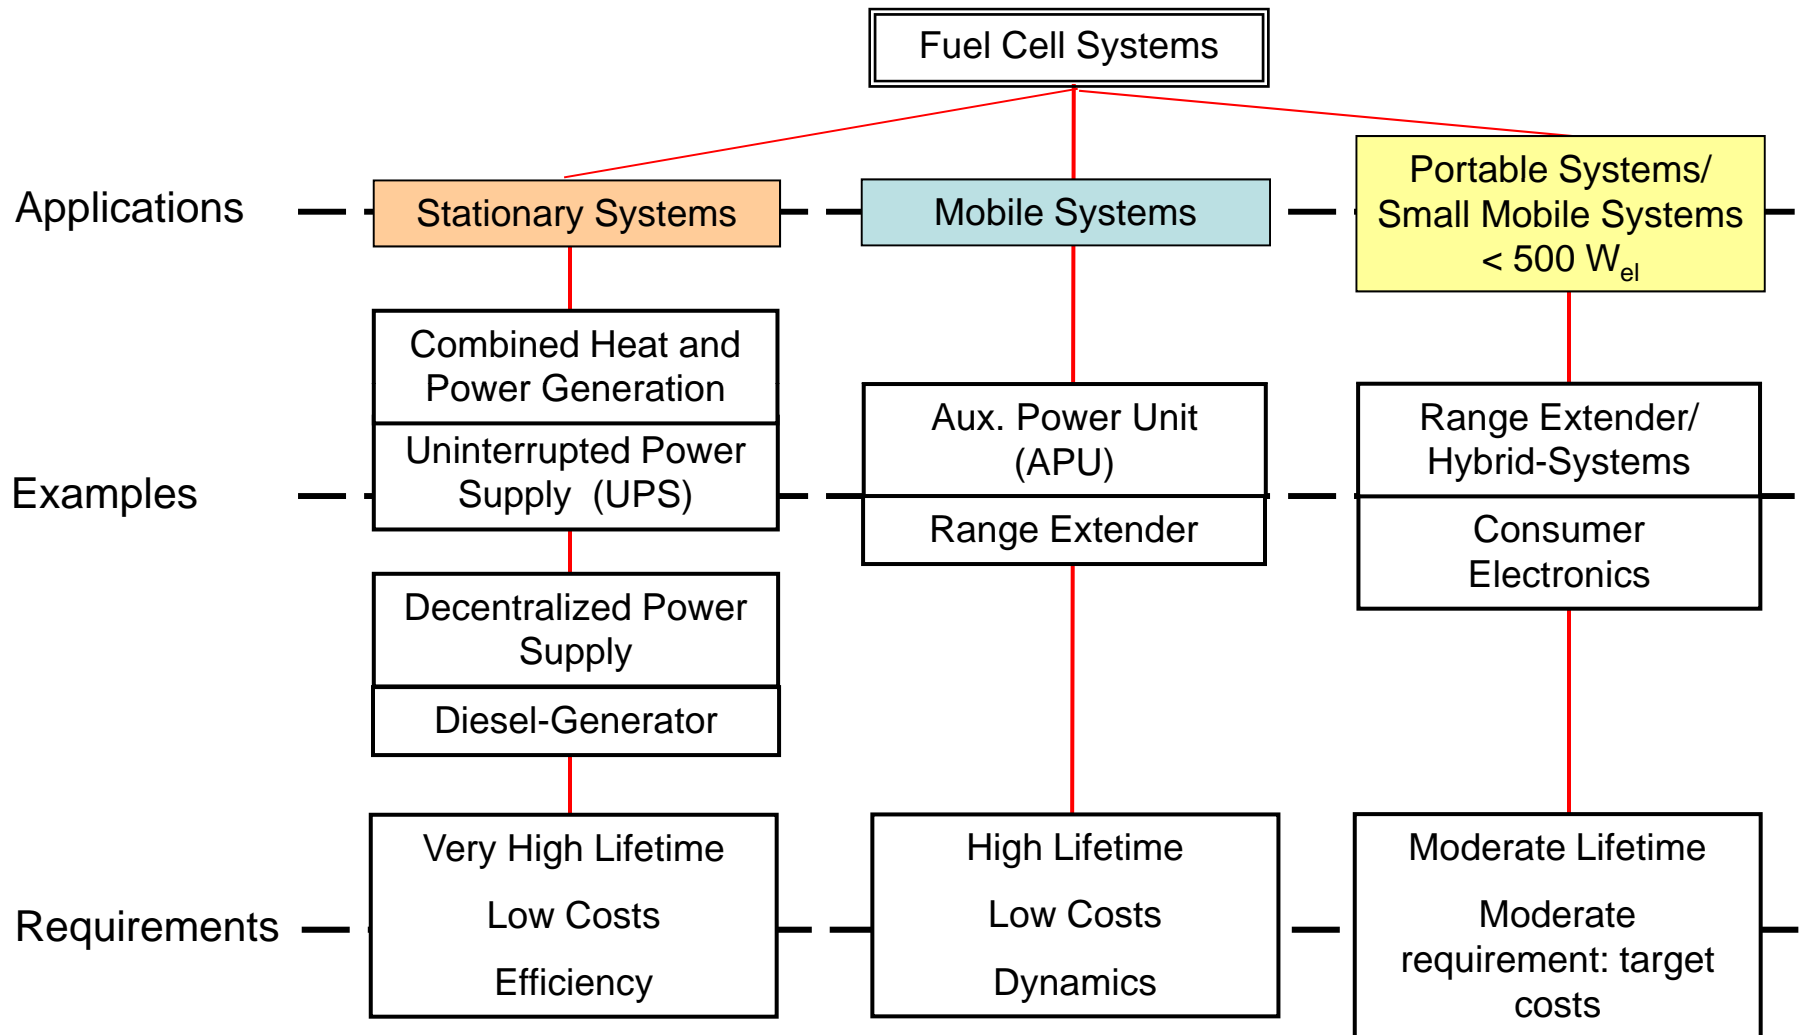 Fuel Cell Systems
Applications
Stationary Systems
Mobile Systems
Portable Systems/
Small Mobile Systems
< 500 Wel
Examples
Combined Heat and
Power Generation
Uninterrupted Power
Supply (UPS)
Decentralized Power
Supply
Diesel-Generator
Aux. Power Unit
(APU)
Range Extender
Range Extender/
Hybrid-Systems
Consumer
Electronics
Requirements
Very High Lifetime
Low Costs
Efficiency
High Lifetime
Low Costs
Dynamics
Moderate Lifetime
Moderate
requirement: target
costs